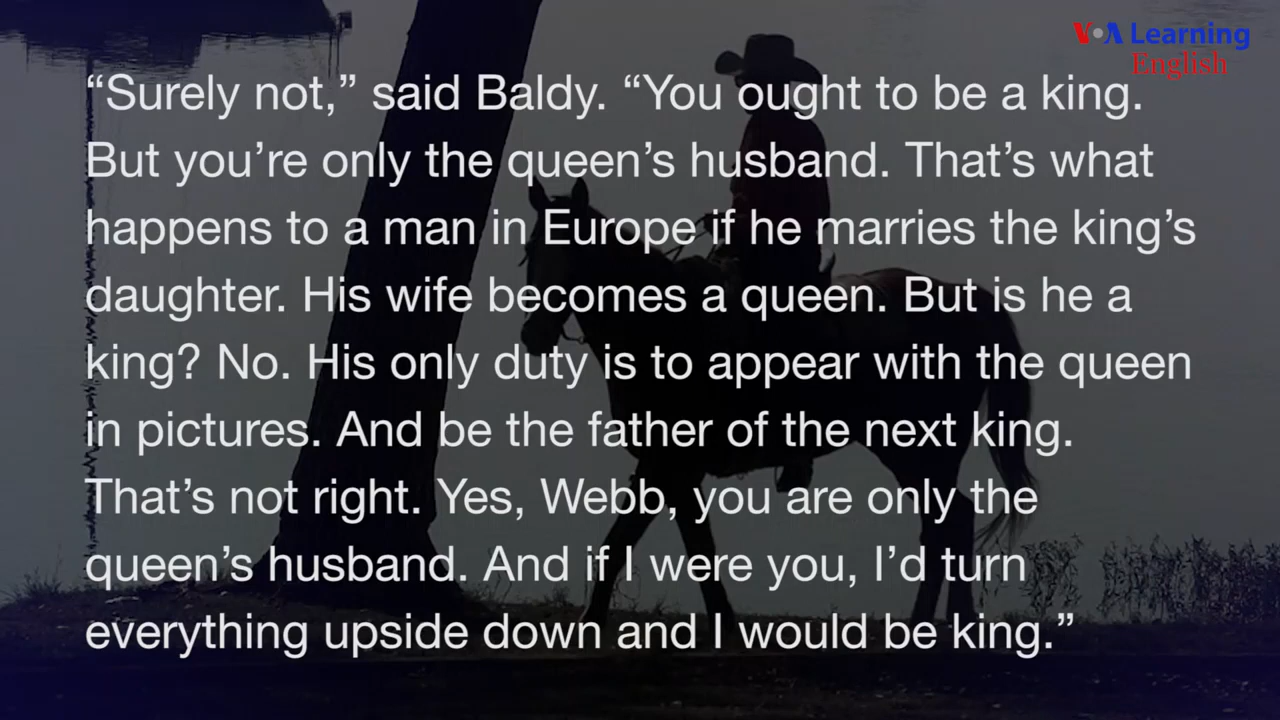 VOA Learning
English
“Surely not,” said Baldy. “You ought to be a king.
But you’re only the queen’s husband. That’s what
happens to a man in Europe if he marries the king’s
daughter. His wife becomes a queen. But is he a
king? No. His only duty is to appear with the queen
in pictures. And be the father of the next king.
That’s not right. Yes, Webb, you are only the
queen’s husband. And if I were you, I’d turn
everything upside down and I would be king.”